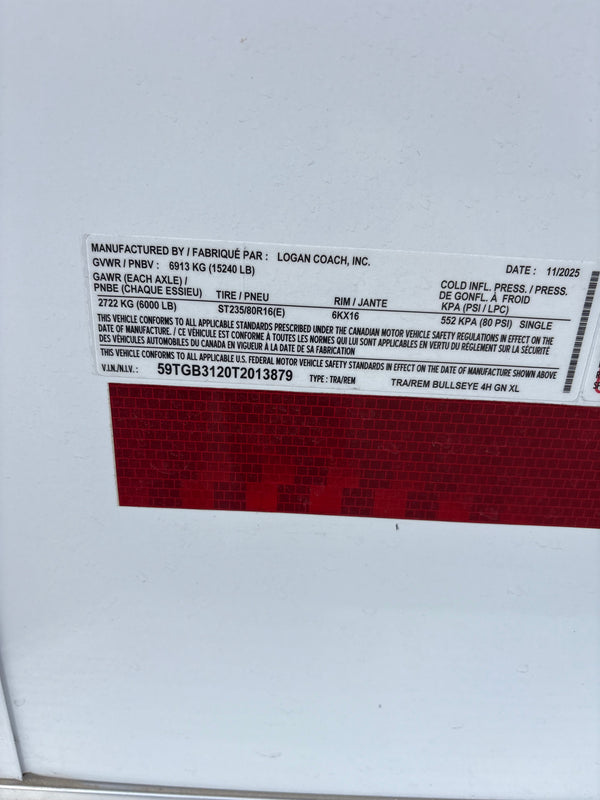 MANUFACTURED BY / FABRIQUÉ PAR : LOGAN COACH, INC.
GVWR / PNBV : 6913 KG (15240 LB) DATE : 11/2025
GAWR (EACH AXLE) / COLD INFL. PRESS. / PRESS.
PNBE (CHAQUE ESSIEU) TIRE / PNEU RIM / JANTE DE GONFL. À FROID
KPA (PSI / LPC)
2722 KG (6000 LB) ST235/80R16(E) 6KX16 552 KPA (80 PSI) SINGLE
THIS VEHICLE CONFORMS TO ALL APPLICABLE STANDARDS PRESCRIBED UNDER THE CANADIAN MOTOR VEHICLE SAFETY REGULATIONS IN EFFECT ON THE
DATE OF MANUFACTURE. / CE VÉHICULE EST CONFORME À TOUTES LES NORMES QUI LUI SONT APPLICABLES EN VERTU DU RÈGLEMENT SUR LA SÉCURITÉ
DES VÉHICULES AUTOMOBILES DU CANADA EN VIGUEUR À LA DATE DE SA FABRICATION
THIS VEHICLE CONFORMS TO ALL APPLICABLE U.S. FEDERAL MOTOR VEHICLE SAFETY STANDARDS IN EFFECT ON THE DATE OF MANUFACTURE SHOWN ABOVE
V.I.N./N.I.V. : 59TGB3120T2013879 TYPE : TRA/REM TRA/REM BULLSEYE 4H GN XL